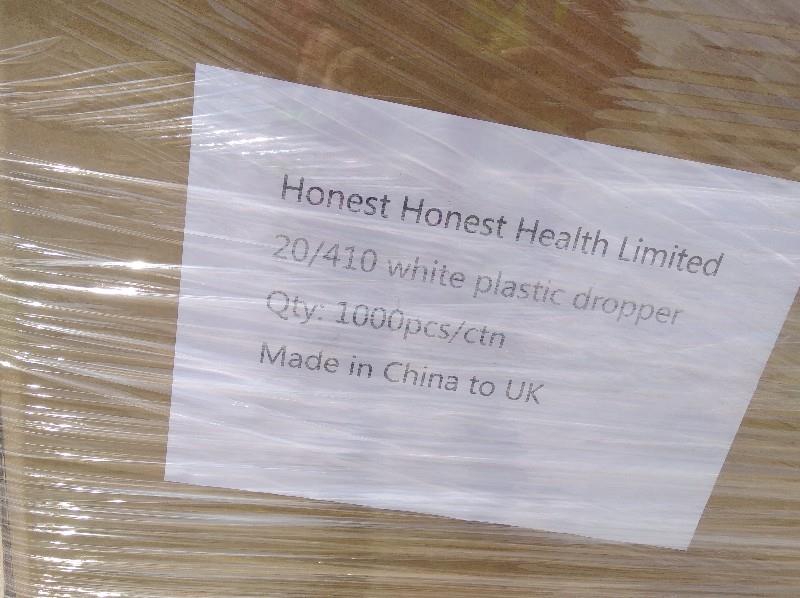 Honest Honest Health Limited
20/410 white plastic dropper
Qty: 1000pcs/ctn
Made in China to UK